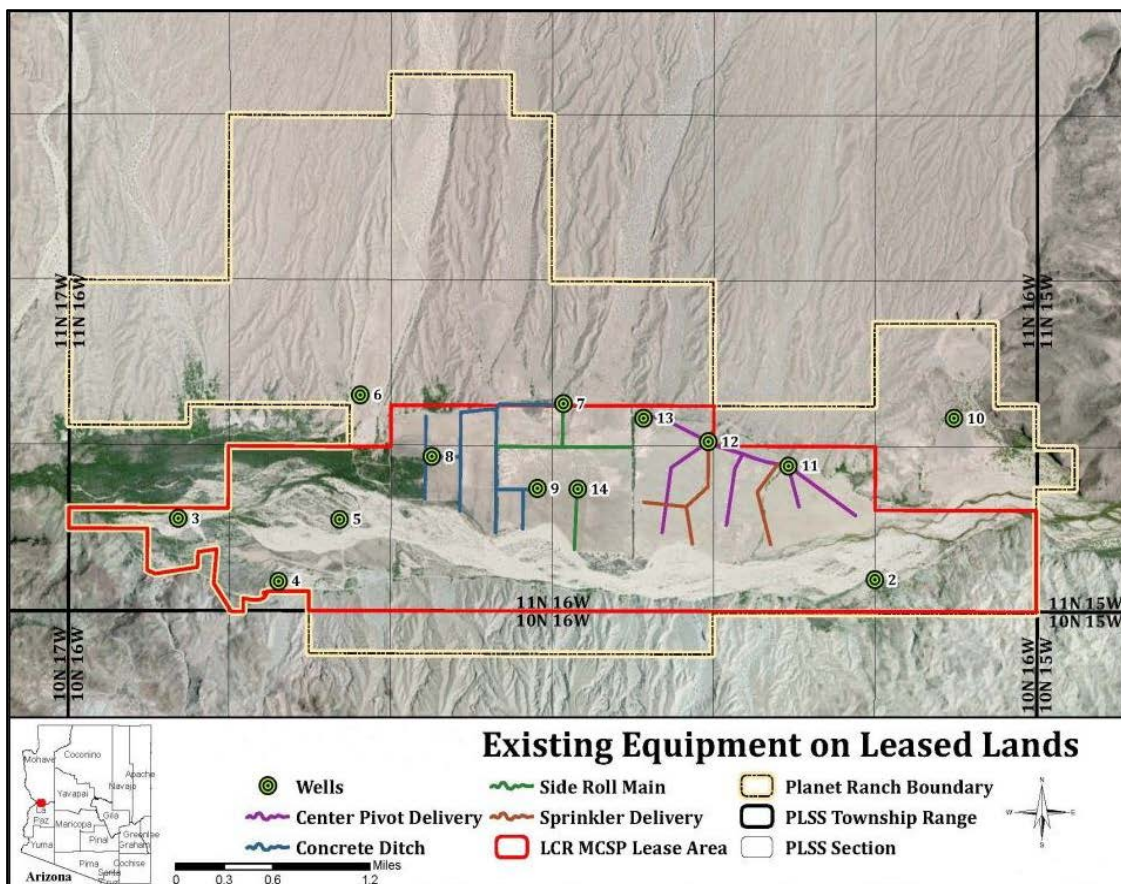 11N 17W
11N 16W
11N 16W
11N 15W
6
7
13
10
12
8
11
9
14
3
5
4
2
11N 16W
10N 16W
11N 15W
10N 15W
10N 17W
10N 16W
10N 16W
10N 15W
Existing Equipment on Leased Lands
Wells
Side Roll Main
Planet Ranch Boundary
Center Pivot Delivery
Sprinkler Delivery
PLSS Township Range
Concrete Ditch
LCR MCSP Lease Area
PLSS Section
N
W
E
S
Miles
0 0.3 0.6 1.2
Mohave
Coconino
Apache
Navajo
Yavapai
La
Paz
Gila
Maricopa
Greenlee
Graham
Pinal
Yuma
Pima
Cochise
Santa
Arizona